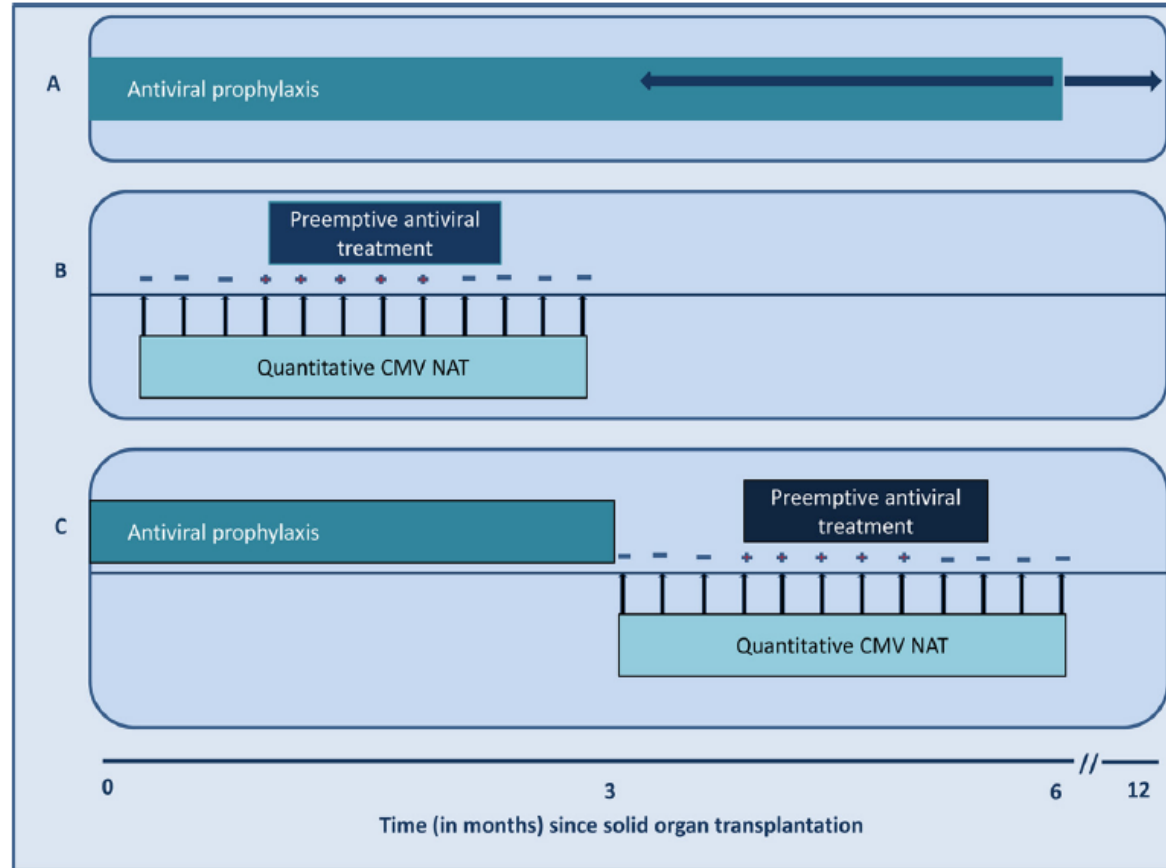 A
Antiviral prophylaxis
B
Preemptive antiviral
treatment
- - - + + + + + - - - -
Quantitative CMV NAT
C
Antiviral prophylaxis
Preemptive antiviral
treatment
- - - + + + + + - - - -
Quantitative CMV NAT
0 3 6 // 12
Time (in months) since solid organ transplantation